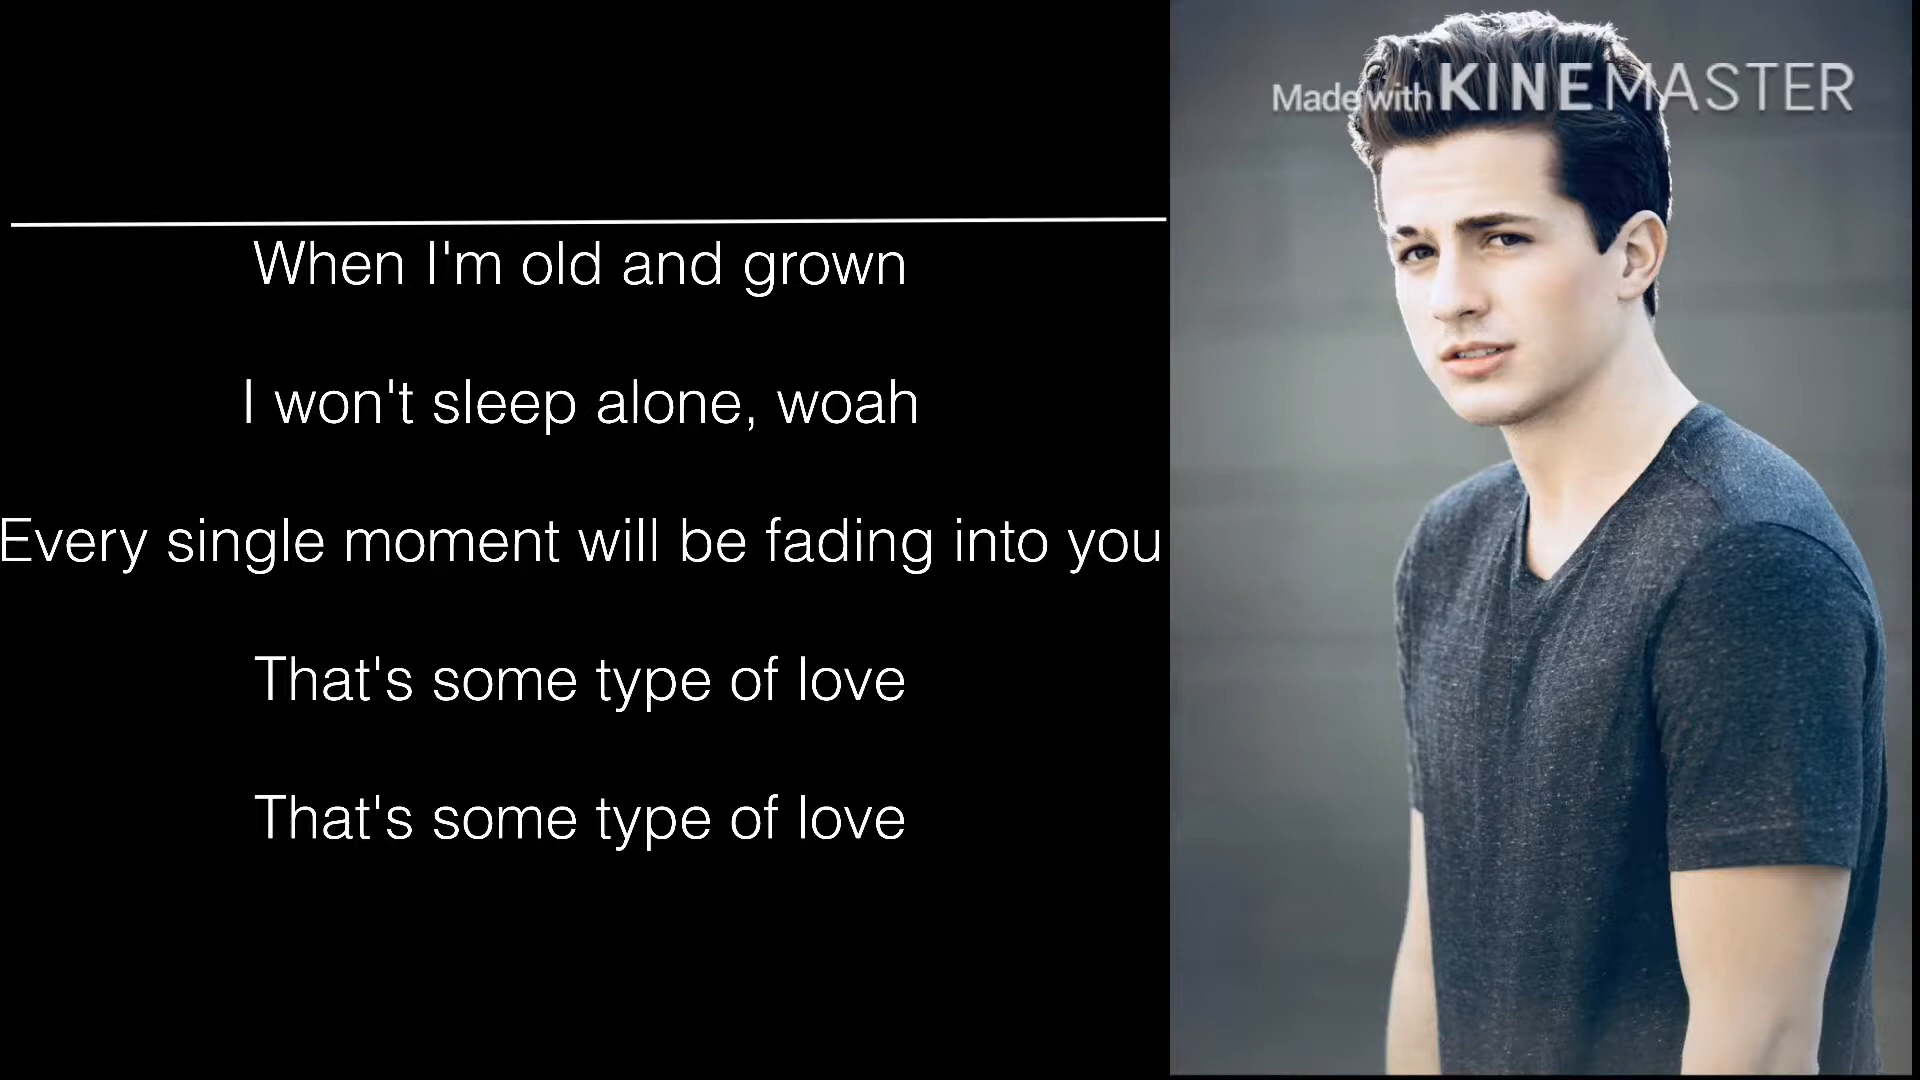 Made with KINEMASTER
When I'm old and grown
I won't sleep alone, woah
Every single moment will be fading into you
That's some type of love
That's some type of love